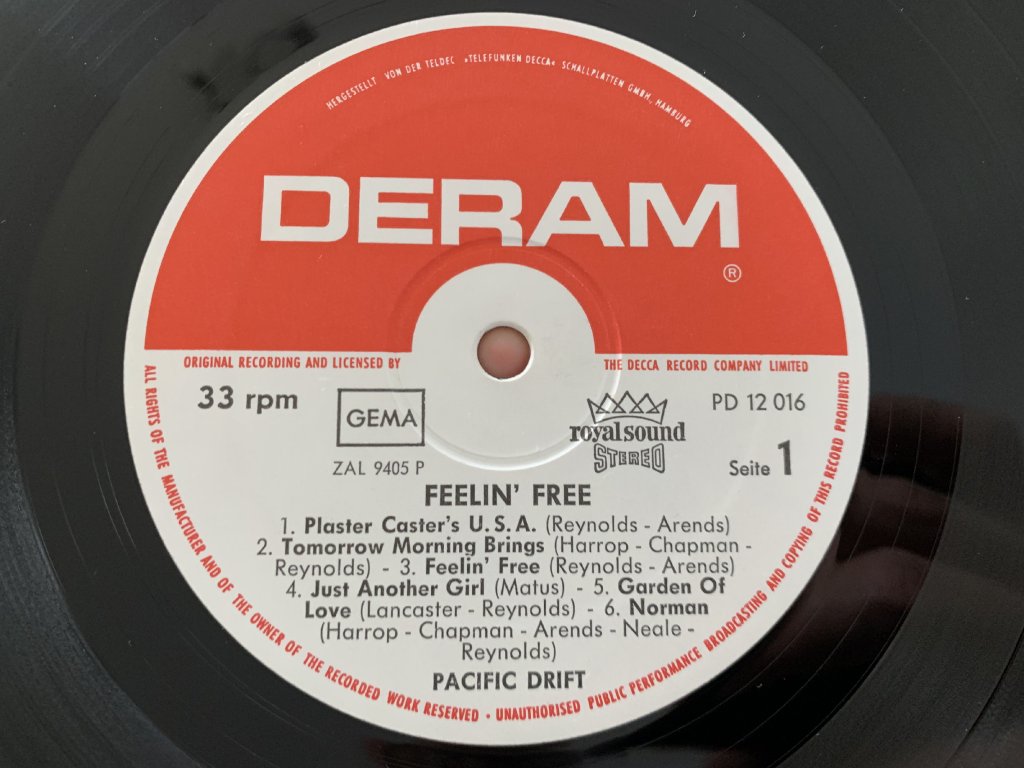 HERGESTELLT VON DER TELDEC »TELEFUNKEN DECCA« SCHALLPLATTEN GMBH., HAMBURG
DERAM
®
ORIGINAL RECORDING AND LICENSED BY THE DECCA RECORD COMPANY LIMITED
33 rpm
GEMA
ZAL 9405 P
royal sound
STEREO
PD 12 016
Seite 1
FEELIN' FREE
1. Plaster Caster's U.S.A. (Reynolds - Arends)
2. Tomorrow Morning Brings (Harrop - Chapman -
Reynolds) - 3. Feelin' Free (Reynolds - Arends)
4. Just Another Girl (Matus) - 5. Garden Of
Love (Lancaster - Reynolds) - 6. Norman
(Harrop - Chapman - Arends - Neale -
Reynolds)
PACIFIC DRIFT
ALL RIGHTS OF THE MANUFACTURER AND OF THE OWNER OF THE RECORDED WORK RESERVED • UNAUTHORISED PUBLIC PERFORMANCE BROADCASTING AND COPYING OF THIS RECORD PROHIBITED